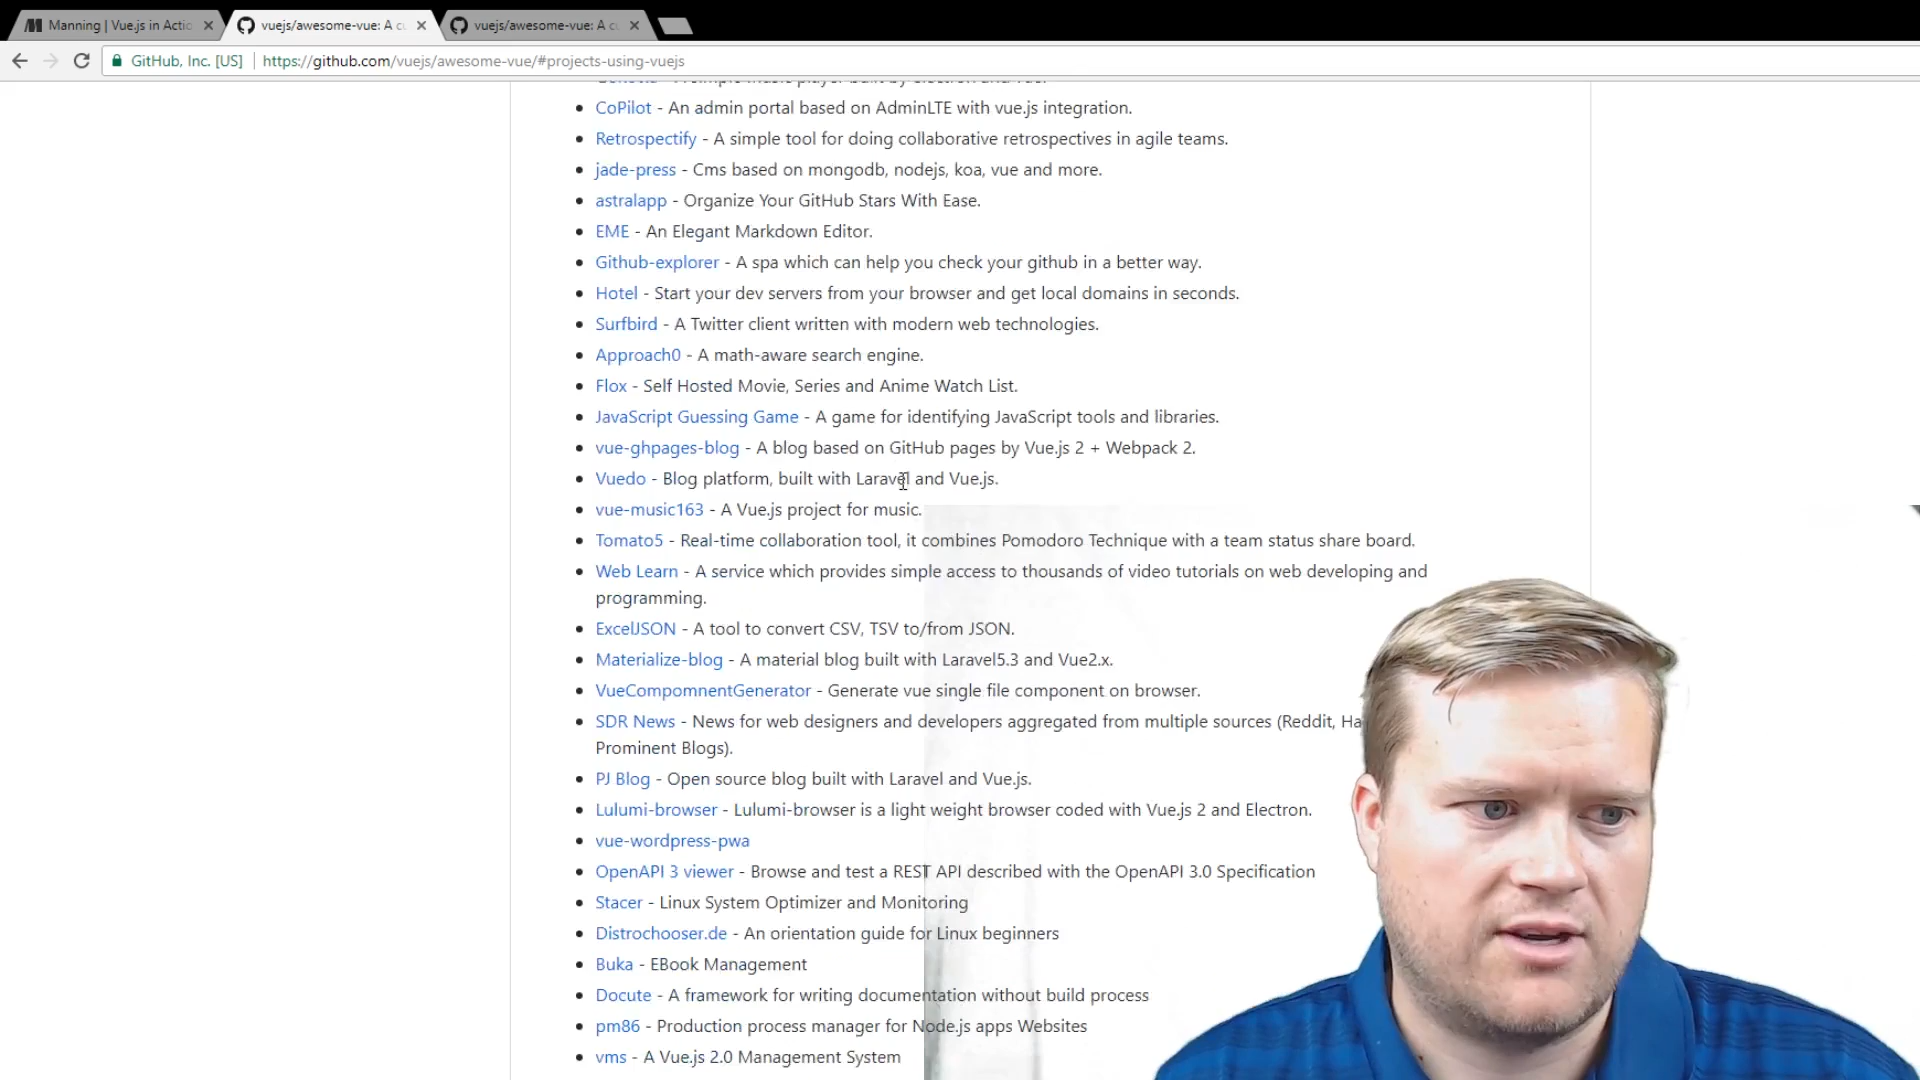 Manning | Vue.js in Actio
vuejs/awesome-vue: A cu
vuejs/awesome-vue: A cu
GitHub, Inc. [US] | https://github.com/vuejs/awesome-vue/#projects-using-vuejs
CoPilot - An admin portal based on AdminLTE with vue.js integration.
Retrospectify - A simple tool for doing collaborative retrospectives in agile teams.
jade-press - Cms based on mongodb, nodejs, koa, vue and more.
astralapp - Organize Your GitHub Stars With Ease.
EME - An Elegant Markdown Editor.
Github-explorer - A spa which can help you check your github in a better way.
Hotel - Start your dev servers from your browser and get local domains in seconds.
Surfbird - A Twitter client written with modern web technologies.
Approach0 - A math-aware search engine.
Flox - Self Hosted Movie, Series and Anime Watch List.
JavaScript Guessing Game - A game for identifying JavaScript tools and libraries.
vue-ghpages-blog - A blog based on GitHub pages by Vue.js 2 + Webpack 2.
Vuedo - Blog platform, built with Laravel and Vue.js.
vue-music163 - A Vue.js project for music.
Tomato5 - Real-time collaboration tool, it combines Pomodoro Technique with a team status share board.
Web Learn - A service which provides simple access to thousands of video tutorials on web developing and
programming.
ExcelJSON - A tool to convert CSV, TSV to/from JSON.
Materialize-blog - A material blog built with Laravel5.3 and Vue2.x.
VueCompomnentGenerator - Generate vue single file component on browser.
SDR News - News for web designers and developers aggregated from multiple sources (Reddit, Ha
Prominent Blogs).
PJ Blog - Open source blog built with Laravel and Vue.js.
Lulumi-browser - Lulumi-browser is a light weight browser coded with Vue.js 2 and Electron.
vue-wordpress-pwa
OpenAPI 3 viewer - Browse and test a REST API described with the OpenAPI 3.0 Specification
Stacer - Linux System Optimizer and Monitoring
Distrochooser.de - An orientation guide for Linux beginners
Buka - EBook Management
Docute - A framework for writing documentation without build process
pm86 - Production process manager for Node.js apps Websites
vms - A Vue.js 2.0 Management System